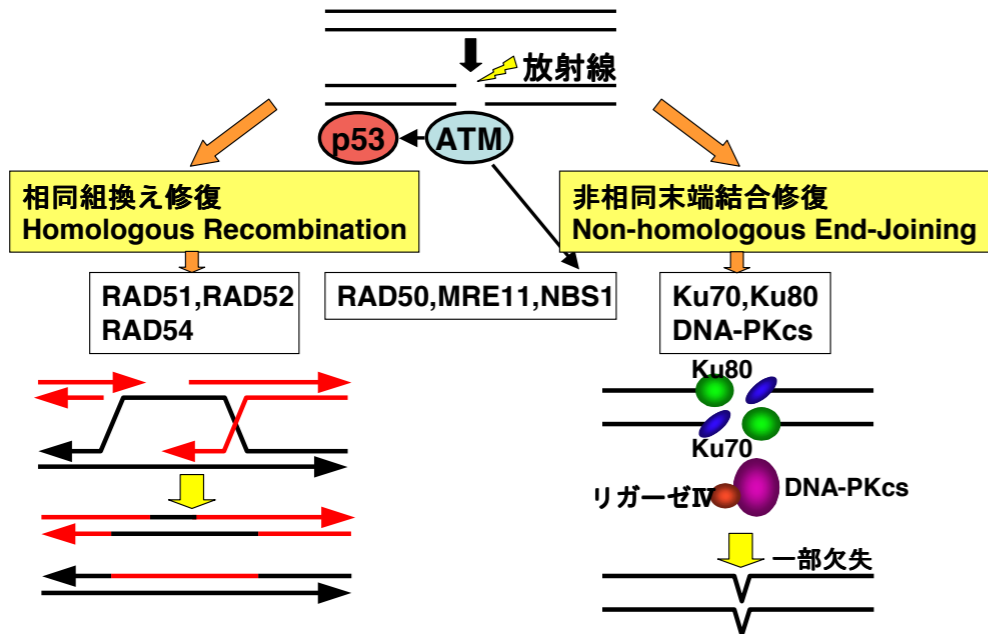 放射線
p53
ATM
相同組換え修復
Homologous Recombination
非相同末端結合修復
Non-homologous End-Joining
RAD51,RAD52
RAD54
RAD50,MRE11,NBS1
Ku70,Ku80
DNA-PKcs
Ku80
Ku70
リガーゼⅣ
DNA-PKcs
一部欠失